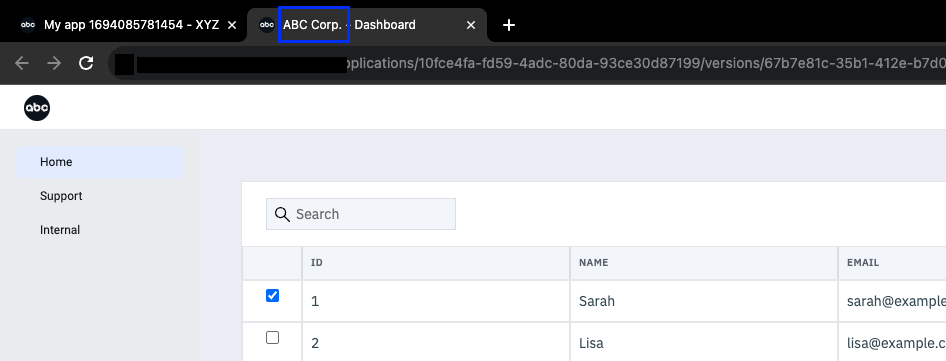 abc My app 1694085781454 - XYZ
abc ABC Corp. - Dashboard
plications/10fce4fa-fd59-4adc-80da-93ce30d87199/versions/67b7e81c-35b1-412e-b7d0
abc
Home
Support
Internal
Search
ID NAME EMAIL
1 Sarah sarah@example
2 Lisa lisa@example.c